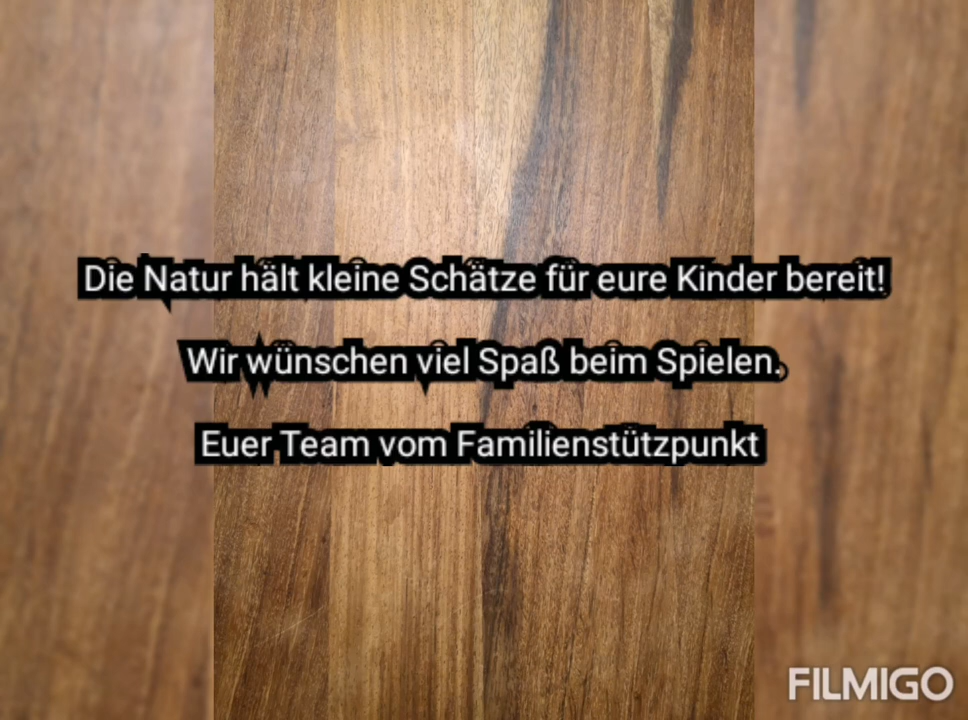 Die Natur hält kleine Schätze für eure Kinder bereit!
Wir wünschen viel Spaß beim Spielen.
Euer Team vom Familienstützpunkt
FILMIGO